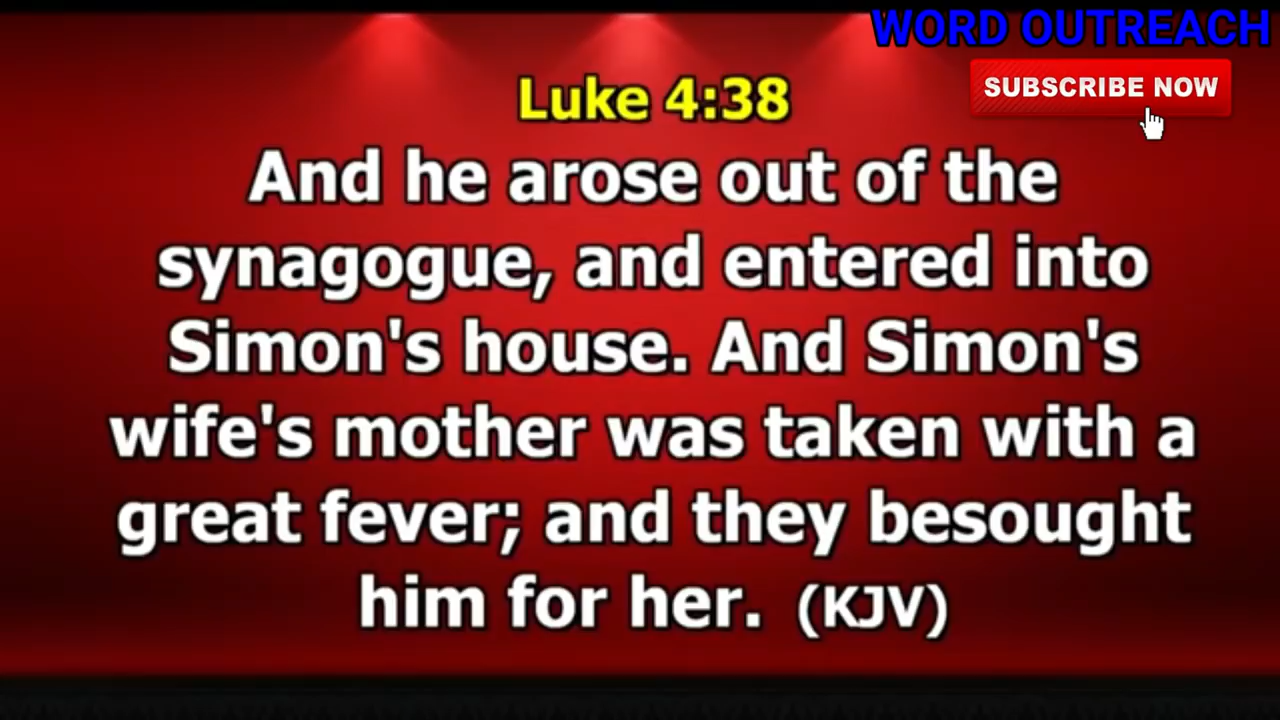 WORD OUTREACH
SUBSCRIBE NOW
Luke 4:38
And he arose out of the
synagogue, and entered into
Simon's house. And Simon's
wife's mother was taken with a
great fever; and they besought
him for her. (KJV)